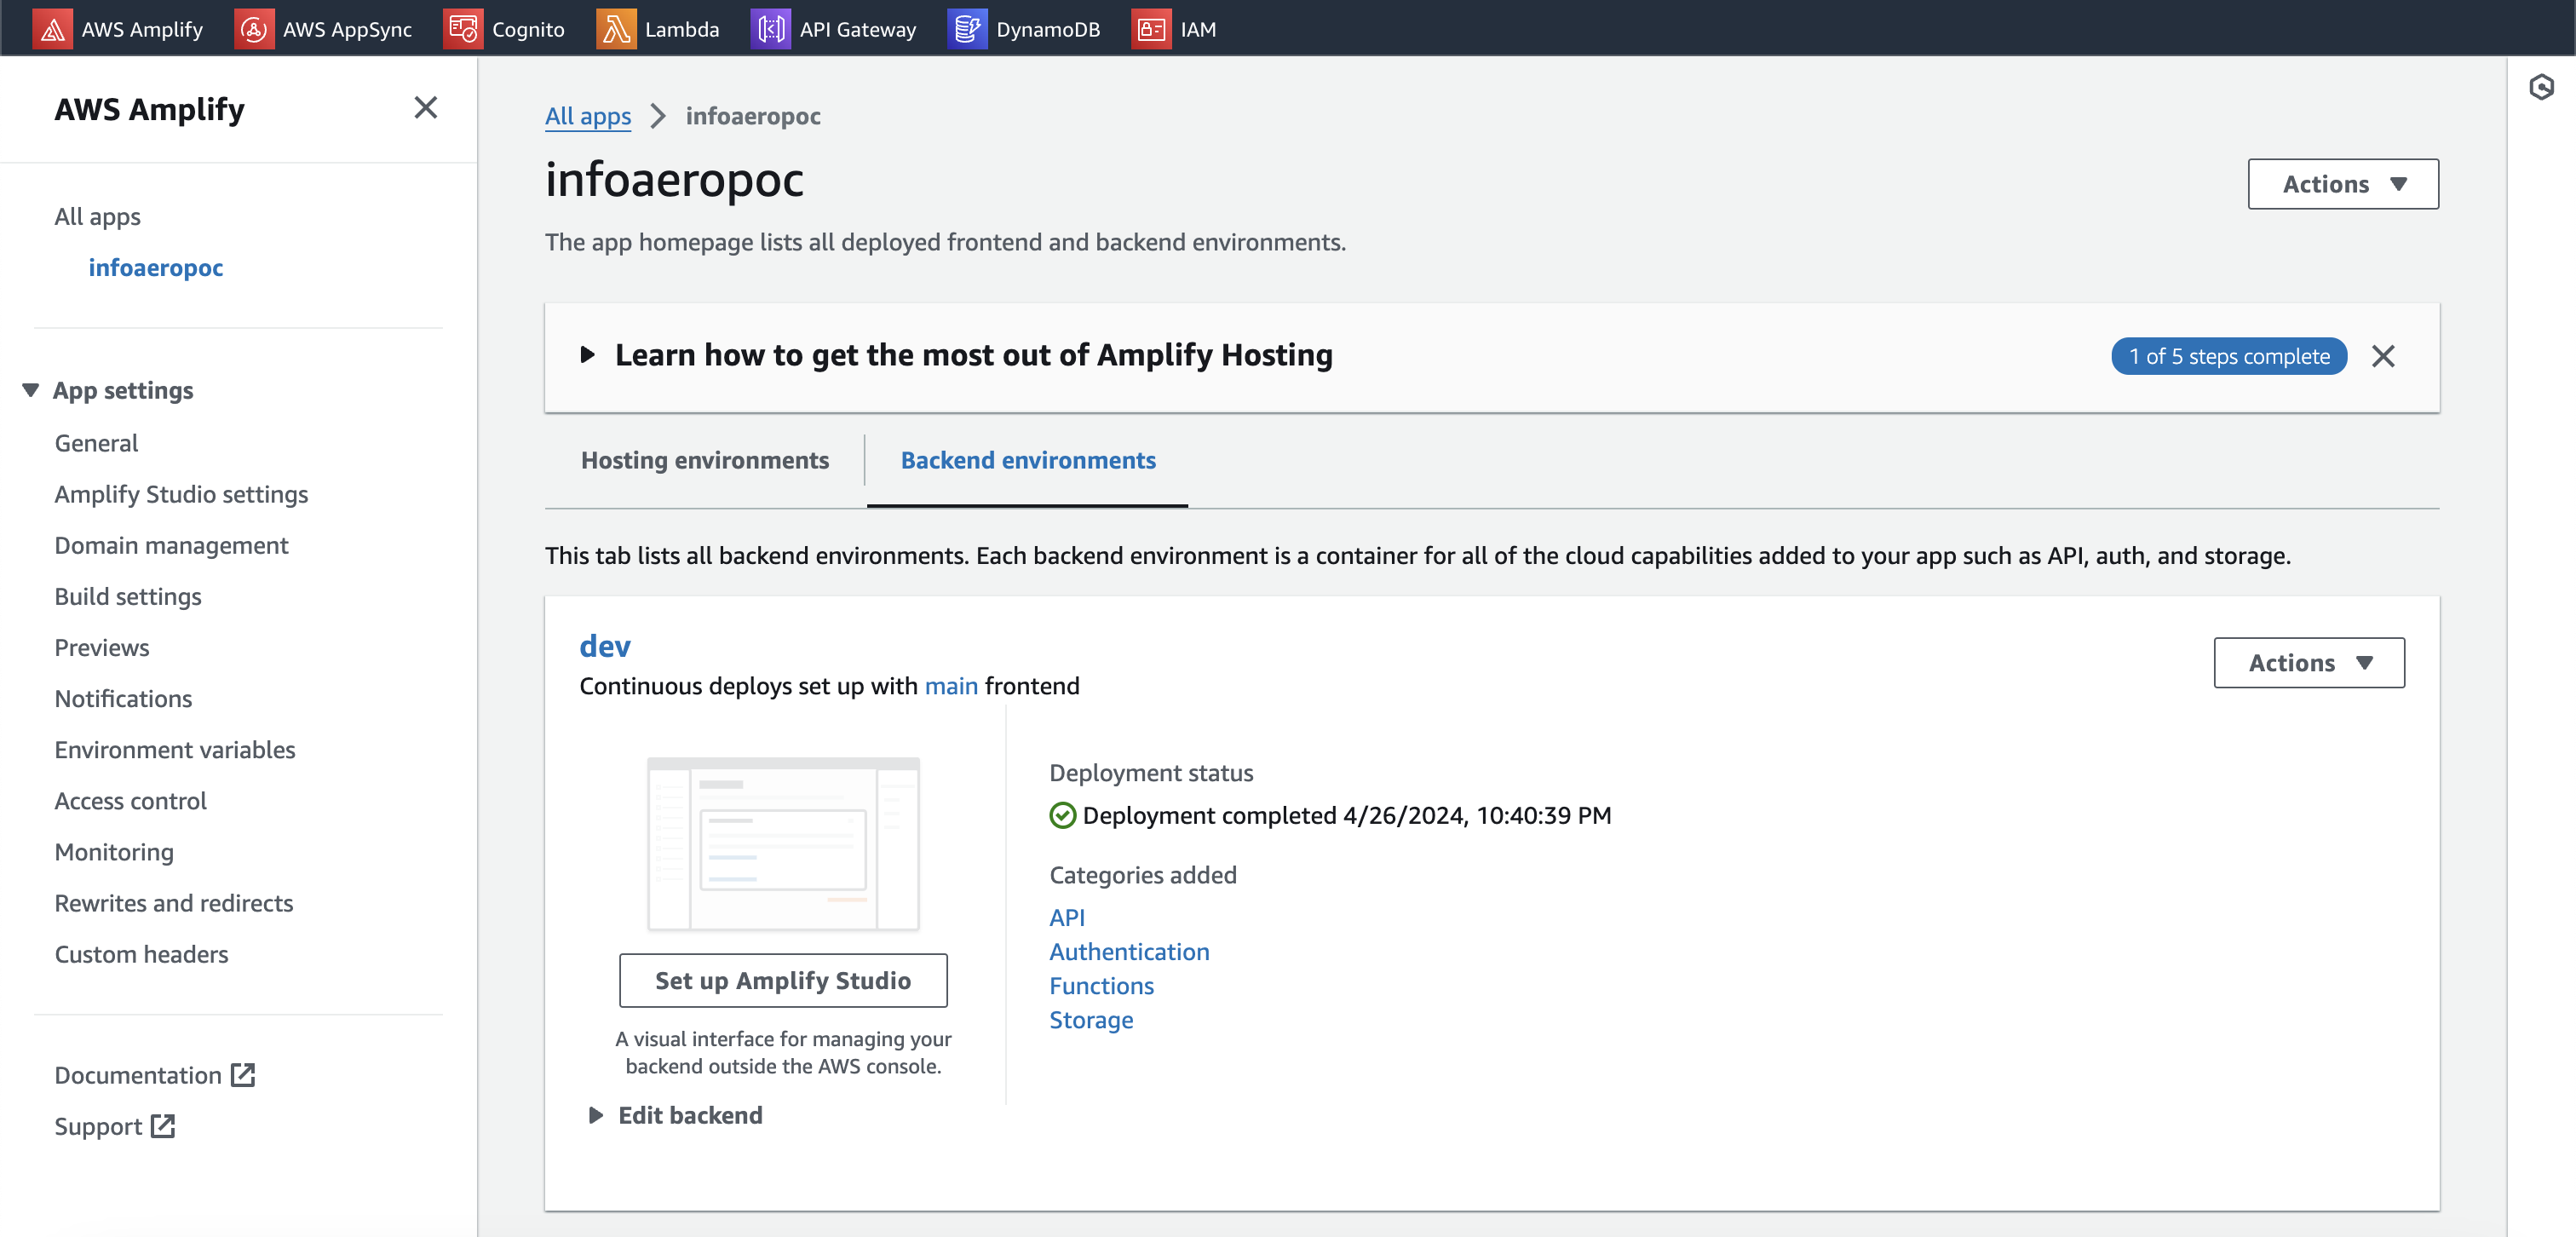 AWS Amplify
AWS AppSync
Cognito
Lambda
API Gateway
DynamoDB
IAM
AWS Amplify
All apps
infoaeropoc
App settings
General
Amplify Studio settings
Domain management
Build settings
Previews
Notifications
Environment variables
Access control
Monitoring
Rewrites and redirects
Custom headers
Documentation
Support
All apps
infoaeropoc
infoaeropoc
Actions
The app homepage lists all deployed frontend and backend environments.
Learn how to get the most out of Amplify Hosting
1 of 5 steps complete
Hosting environments
Backend environments
This tab lists all backend environments. Each backend environment is a container for all of the cloud capabilities added to your app such as API, auth, and storage.
dev
Actions
Continuous deploys set up with main frontend
Set up Amplify Studio
A visual interface for managing your
backend outside the AWS console.
Edit backend
Deployment status
Deployment completed 4/26/2024, 10:40:39 PM
Categories added
API
Authentication
Functions
Storage